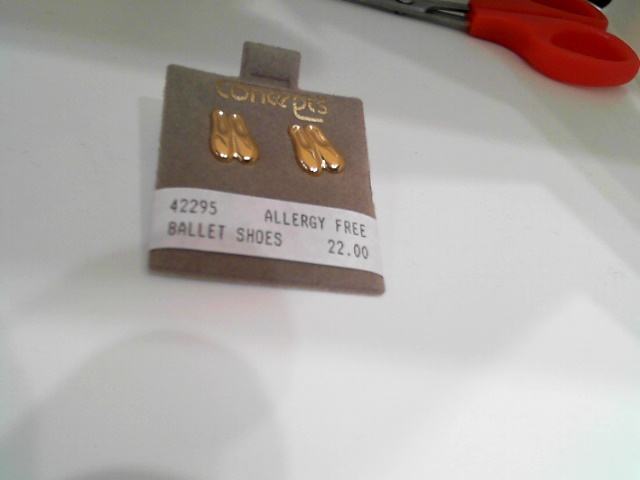 concepts
42295 ALLERGY FREE
BALLET SHOES 22.00